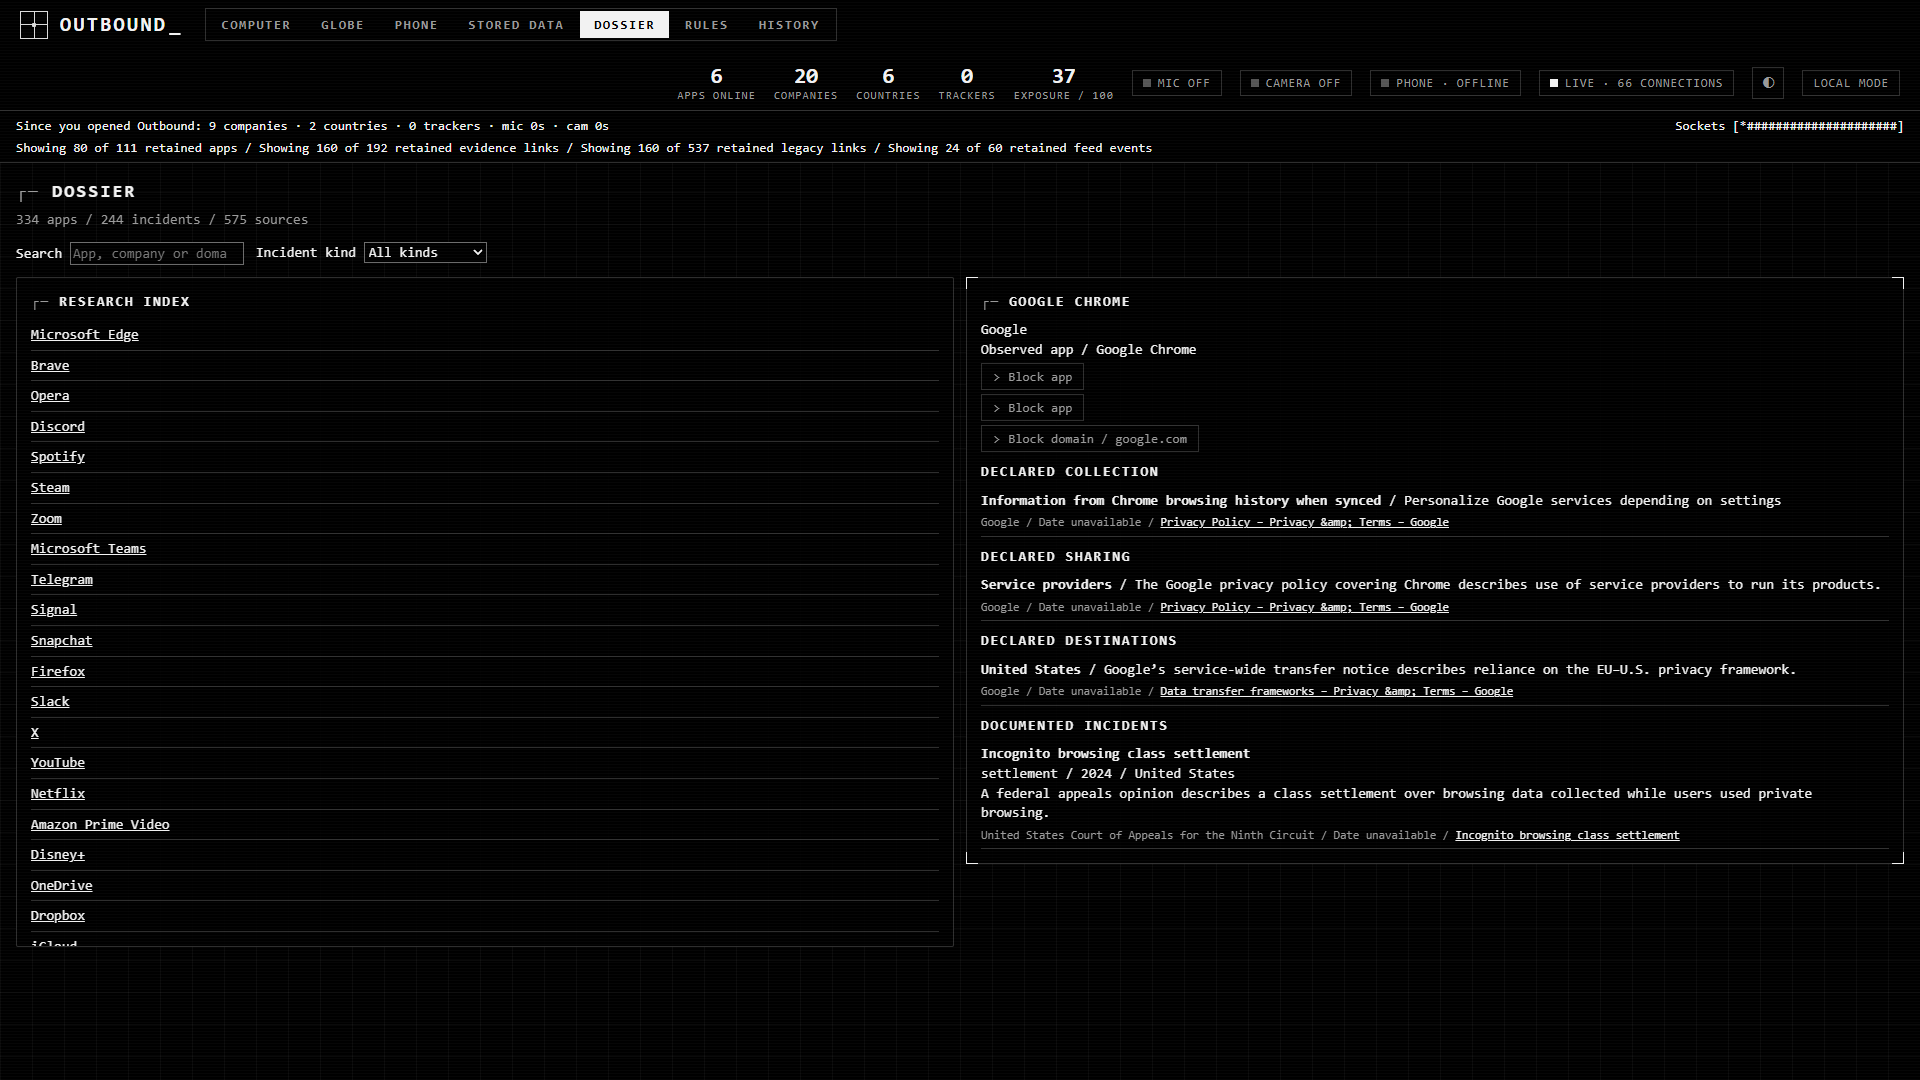 OUTBOUND_
COMPUTER GLOBE PHONE STORED DATA DOSSIER RULES HISTORY
6 APPS ONLINE
20 COMPANIES
6 COUNTRIES
0 TRACKERS
37 EXPOSURE / 100
MIC OFF
CAMERA OFF
PHONE · OFFLINE
LIVE · 66 CONNECTIONS
LOCAL MODE
Since you opened Outbound: 9 companies · 2 countries · 0 trackers · mic 0s · cam 0s
Sockets [*#####################]
Showing 80 of 111 retained apps / Showing 160 of 192 retained evidence links / Showing 160 of 537 retained legacy links / Showing 24 of 60 retained feed events
DOSSIER
334 apps / 244 incidents / 575 sources
Search App, company or doma Incident kind All kinds
RESEARCH INDEX
Microsoft Edge
Brave
Opera
Discord
Spotify
Steam
Zoom
Microsoft Teams
Telegram
Signal
Snapchat
Firefox
Slack
X
YouTube
Netflix
Amazon Prime Video
Disney+
OneDrive
Dropbox
iCloud
GOOGLE CHROME
Google
Observed app / Google Chrome
> Block app
> Block app
> Block domain / google.com
DECLARED COLLECTION
Information from Chrome browsing history when synced / Personalize Google services depending on settings
Google / Date unavailable / Privacy Policy – Privacy &amp; Terms – Google
DECLARED SHARING
Service providers / The Google privacy policy covering Chrome describes use of service providers to run its products.
Google / Date unavailable / Privacy Policy – Privacy &amp; Terms – Google
DECLARED DESTINATIONS
United States / Google’s service-wide transfer notice describes reliance on the EU–U.S. privacy framework.
Google / Date unavailable / Data transfer frameworks – Privacy &amp; Terms – Google
DOCUMENTED INCIDENTS
Incognito browsing class settlement
settlement / 2024 / United States
A federal appeals opinion describes a class settlement over browsing data collected while users used private
browsing.
United States Court of Appeals for the Ninth Circuit / Date unavailable / Incognito browsing class settlement